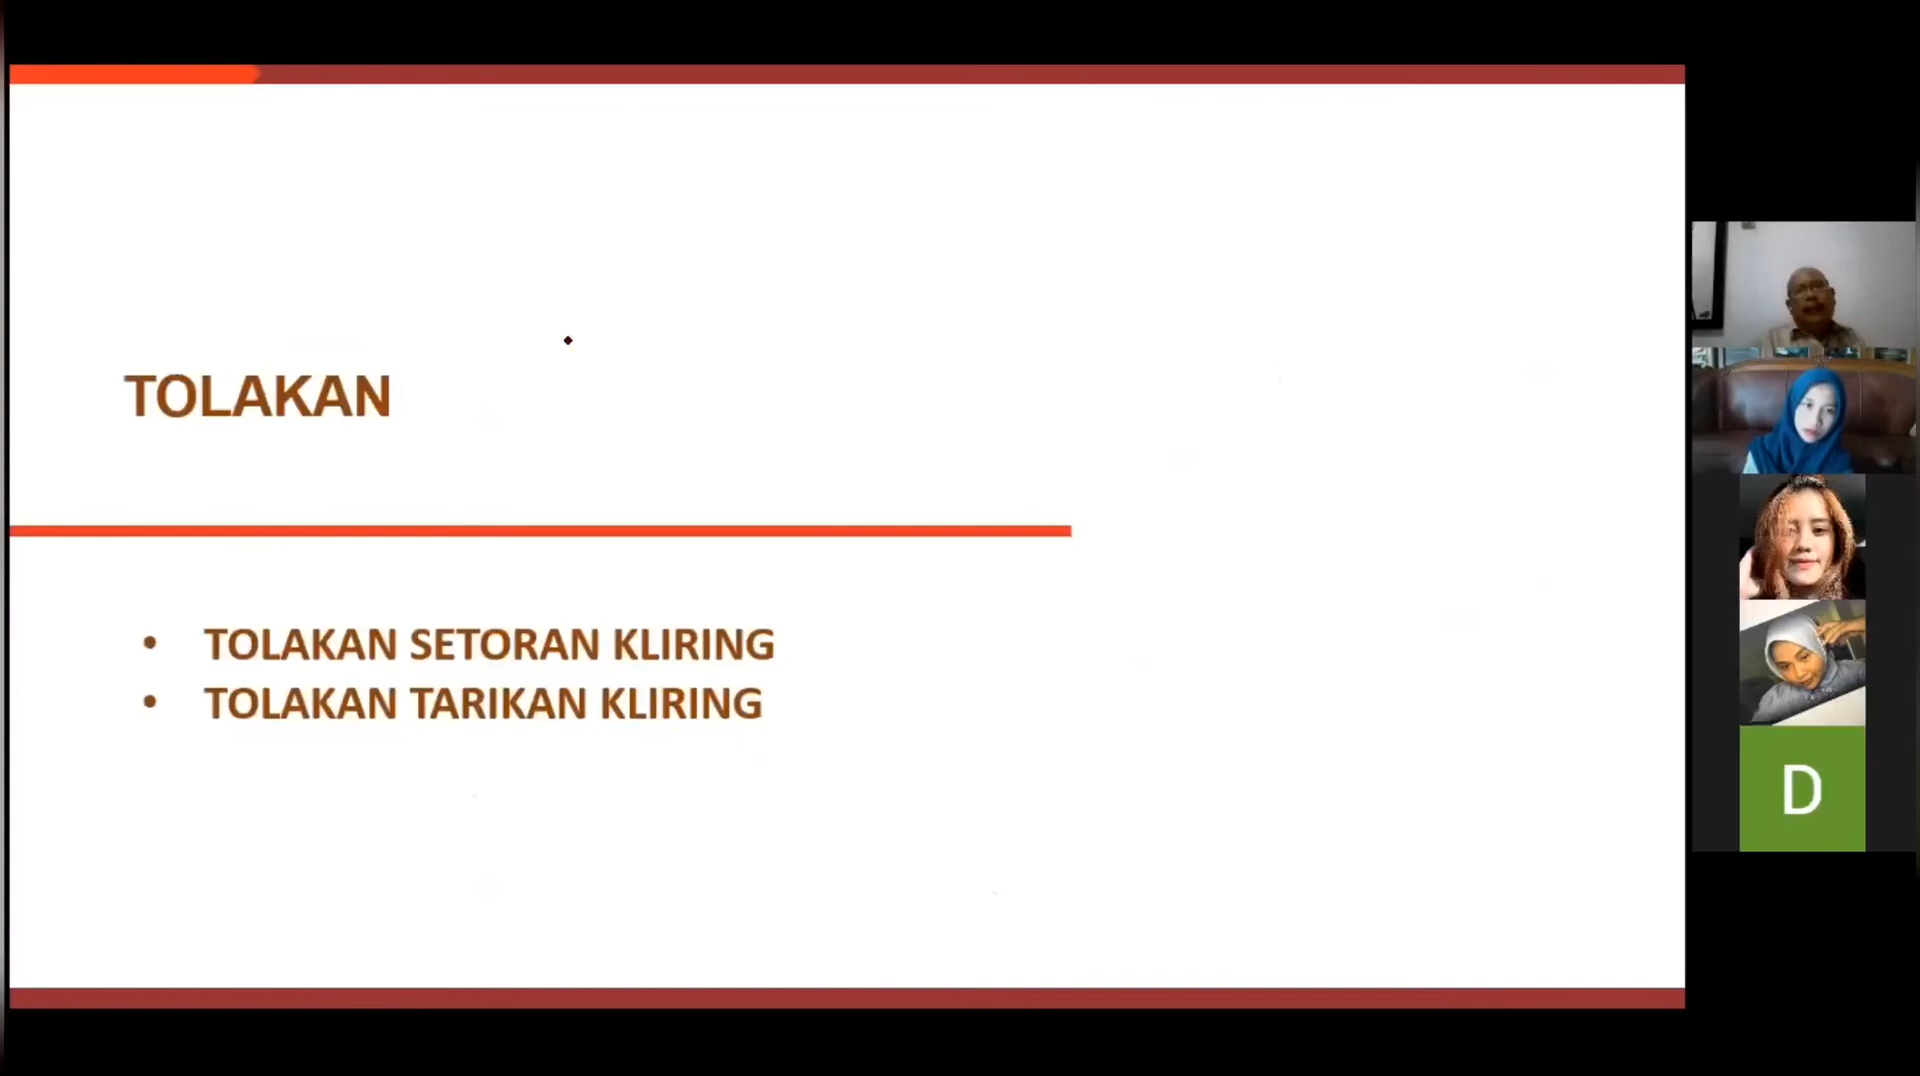 TOLAKAN
• TOLAKAN SETORAN KLIRING
• TOLAKAN TARIKAN KLIRING
D